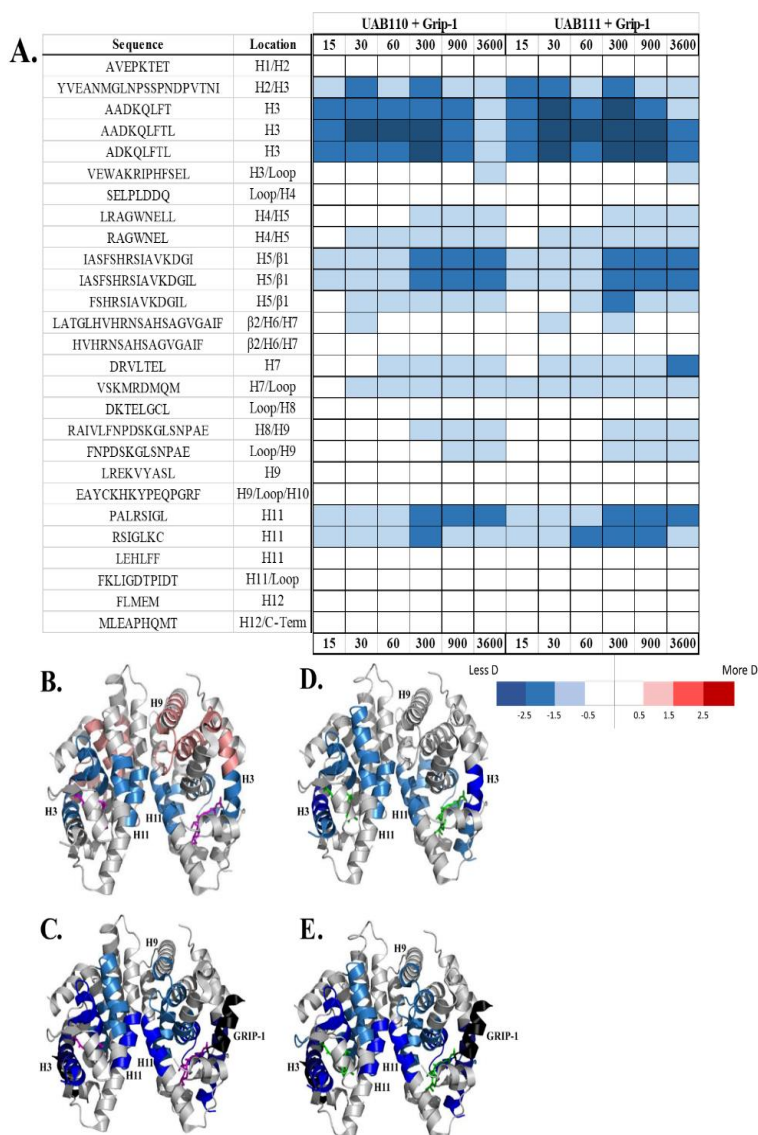 A.
UAB110 + Grip-1 UAB111 + Grip-1
Sequence Location 15 30 60 300 900 3600 15 30 60 300 900 3600
AVEPKTET H1/H2
YVEANMGLNPSSPNDPVTNI H2/H3
AADKQLFT H3
AADKQLFTL H3
ADKQLFTL H3
VEWAKRIPHFSEL H3/Loop
SELPLDDQ Loop/H4
LRAGWNELL H4/H5
RAGWNEL H4/H5
IASFSHRSIAVKDGI H5/β1
IASFSHRSIAVKDGIL H5/β1
FSHRSIAVKDGIL H5/β1
LATGLHVHRNSAHSAGVGAIF β2/H6/H7
HVHRNSAHSAGVGAIF β2/H6/H7
DRVLTEL H7
VSKMRDMQM H7/Loop
DKTELGCL Loop/H8
RAIVLFNPDSKGLSNPAE H8/H9
FNPDSKGLSNPAE Loop/H9
LREKVYASL H9
EAYCKHKYPEQPGRF H9/Loop/H10
PALRSIGL H11
RSIGLKC H11
LEHLFF H11
FKLIGDTPIDT H11/Loop
FLMEM H12
MLEAPHQMT H12/C-Term
15 30 60 300 900 3600 15 30 60 300 900 3600
Less D More D
-2.5 -1.5 -0.5 0.5 1.5 2.5
B.
H9
H3
H3
H11
H11
D.
H9
H3
H3
H11
H11
C.
H9
GRIP-1
H3
H11
H11
E.
H9
GRIP-1
H3
H11
H11